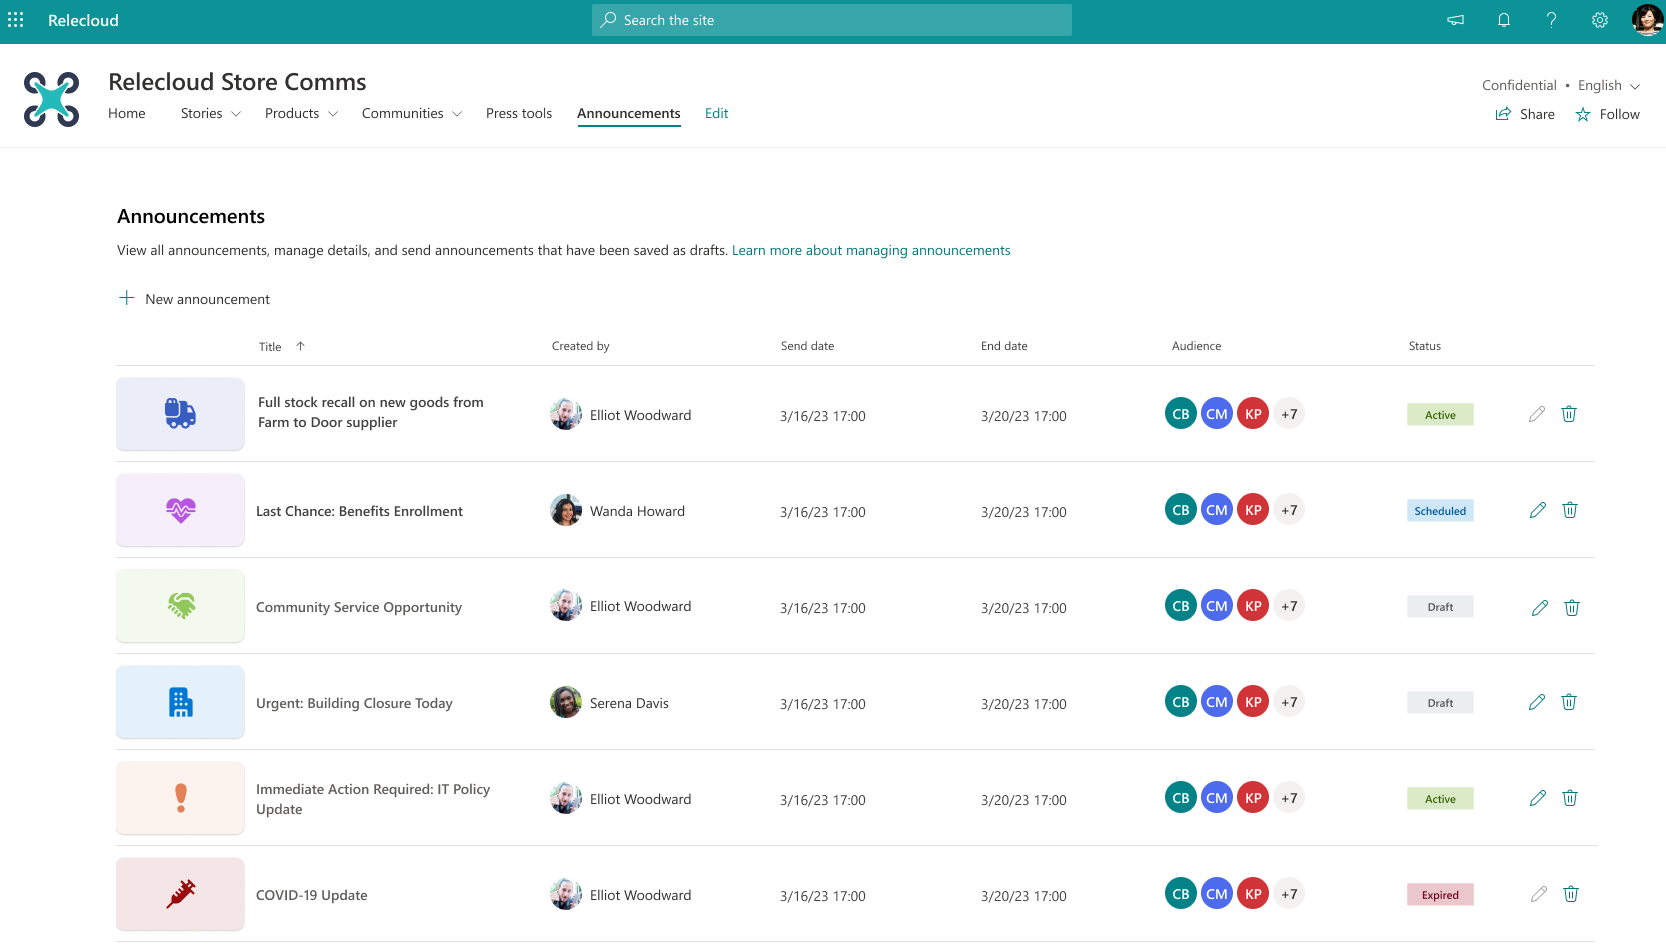 Relecloud
Search the site
Relecloud Store Comms
Confidential • English
Home Stories Products Communities Press tools Announcements Edit
Share Follow
Announcements
View all announcements, manage details, and send announcements that have been saved as drafts. Learn more about managing announcements
New announcement
Title Created by Send date End date Audience Status
Full stock recall on new goods from
Farm to Door supplier
Elliot Woodward 3/16/23 17:00 3/20/23 17:00 CB CM KP +7 Active
Last Chance: Benefits Enrollment Wanda Howard 3/16/23 17:00 3/20/23 17:00 CB CM KP +7 Scheduled
Community Service Opportunity Elliot Woodward 3/16/23 17:00 3/20/23 17:00 CB CM KP +7 Draft
Urgent: Building Closure Today Serena Davis 3/16/23 17:00 3/20/23 17:00 CB CM KP +7 Draft
Immediate Action Required: IT Policy
Update
Elliot Woodward 3/16/23 17:00 3/20/23 17:00 CB CM KP +7 Active
COVID-19 Update Elliot Woodward 3/16/23 17:00 3/20/23 17:00 CB CM KP +7 Expired